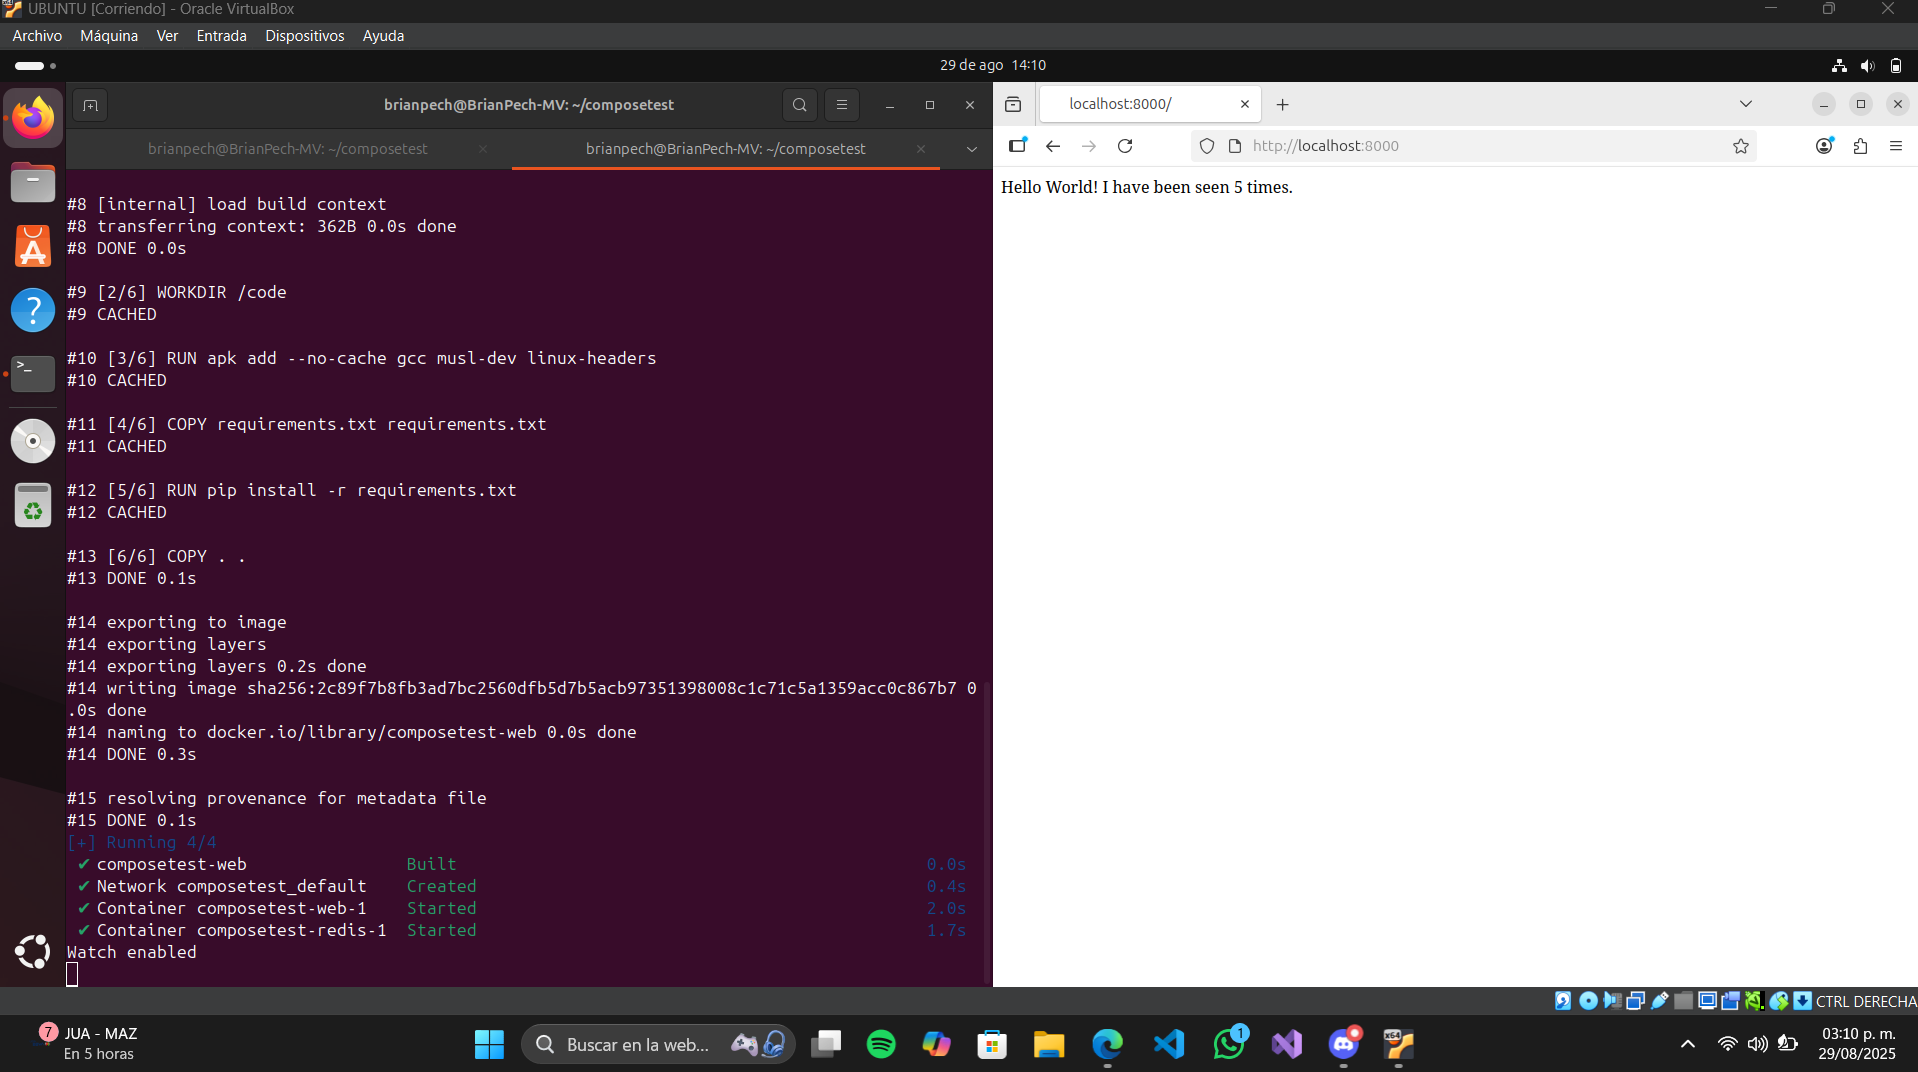 UBUNTU [Corriendo] - Oracle VirtualBox
Archivo Máquina Ver Entrada Dispositivos Ayuda
29 de ago 14:10
brianpech@BrianPech-MV: ~/composetest
brianpech@BrianPech-MV: ~/composetest
brianpech@BrianPech-MV: ~/composetest
#8 [internal] load build context
#8 transferring context: 362B 0.0s done
#8 DONE 0.0s
#9 [2/6] WORKDIR /code
#9 CACHED
#10 [3/6] RUN apk add --no-cache gcc musl-dev linux-headers
#10 CACHED
#11 [4/6] COPY requirements.txt requirements.txt
#11 CACHED
#12 [5/6] RUN pip install -r requirements.txt
#12 CACHED
#13 [6/6] COPY . .
#13 DONE 0.1s
#14 exporting to image
#14 exporting layers
#14 exporting layers 0.2s done
#14 writing image sha256:2c89f7b8fb3ad7bc2560dfb5d7b5acb97351398008c1c71c5a1359acc0c867b7 0
.0s done
#14 naming to docker.io/library/composetest-web 0.0s done
#14 DONE 0.3s
#15 resolving provenance for metadata file
#15 DONE 0.1s
[+] Running 4/4
✔ composetest-web Built 0.0s
✔ Network composetest_default Created 0.4s
✔ Container composetest-web-1 Started 2.0s
✔ Container composetest-redis-1 Started 1.7s
Watch enabled
localhost:8000/
http://localhost:8000
Hello World! I have been seen 5 times.
CTRL DERECHA
7
JUA - MAZ
En 5 horas
Buscar en la web...
1
x64
03:10 p. m.
29/08/2025